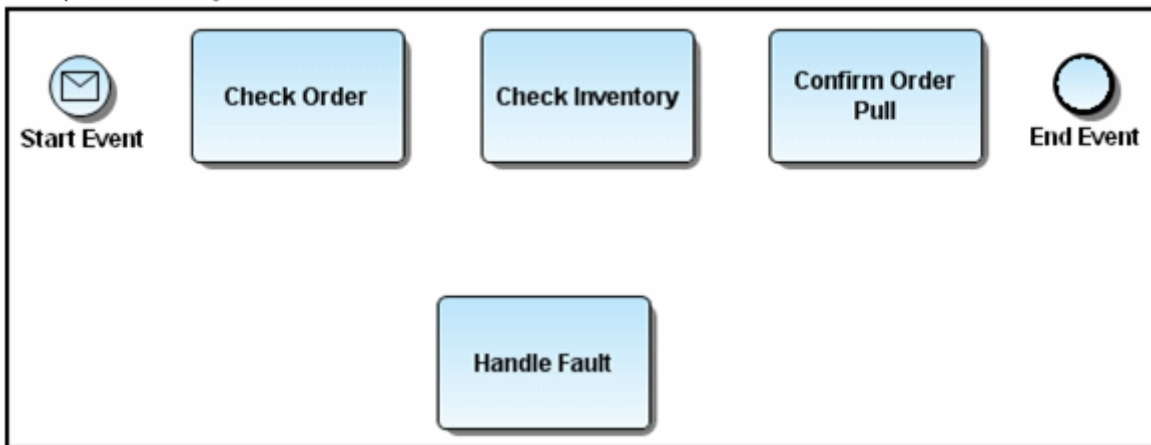 Check Order
Check Inventory
Confirm Order
Pull
Start Event
End Event
Handle Fault